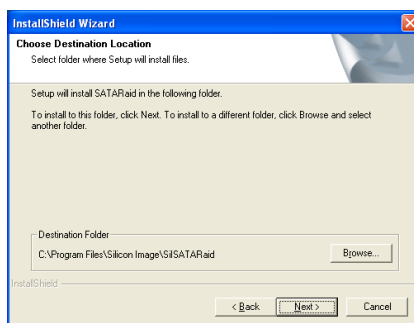 InstallShield Wizard
Choose Destination Location
Select folder where Setup will install files.
Setup will install SATARaid in the following folder.
To install to this folder, click Next. To install to a different folder, click Browse and select
another folder.
Destination Folder
C:\Program Files\Silicon Image\SiISATARaid
Browse...
InstallShield
< Back
Next >
Cancel